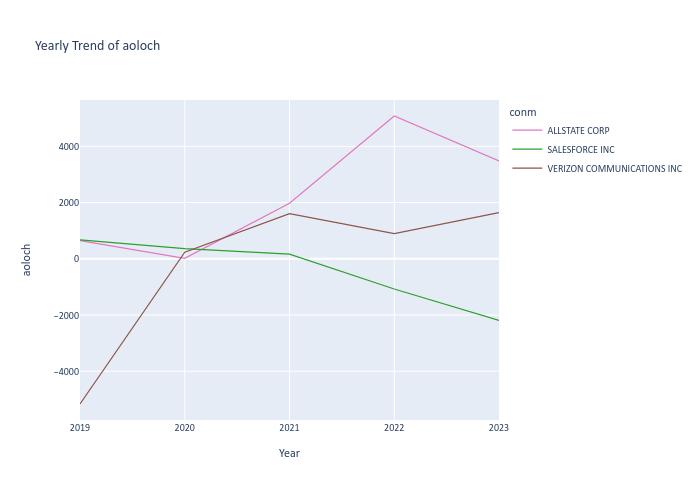 Yearly Trend of aoloch
conm
ALLSTATE CORP
SALESFORCE INC
VERIZON COMMUNICATIONS INC
4000
2000
0
−2000
−4000
aoloch
2019 2020 2021 2022 2023
Year